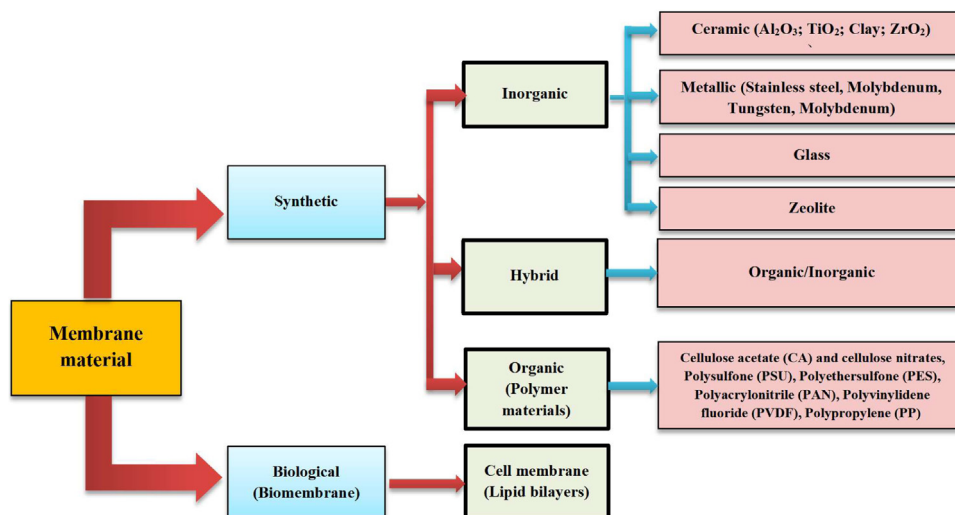 Membrane
material
Synthetic
Biological
(Biomembrane)
Inorganic
Hybrid
Organic
(Polymer
materials)
Cell membrane
(Lipid bilayers)
Ceramic (Al₂O₃; TiO₂; Clay; ZrO₂)
、
Metallic (Stainless steel, Molybdenum,
Tungsten, Molybdenum)
Glass
Zeolite
Organic/Inorganic
Cellulose acetate (CA) and cellulose nitrates,
Polysulfone (PSU), Polyethersulfone (PES),
Polyacrylonitrile (PAN), Polyvinylidene
fluoride (PVDF), Polypropylene (PP)